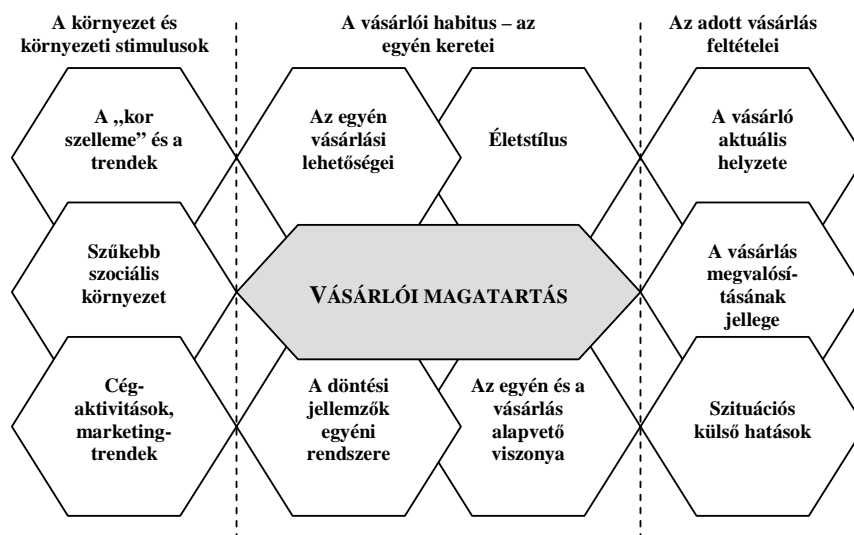 A környezet és
környezeti stimulusok
A vásárlói habitus – az
egyén keretei
Az adott vásárlás
feltételei
A „kor
szelleme” és a
trendek
Az egyén
vásárlási
lehetőségei
Életstílus
A vásárló
aktuális
helyzete
Szűkebb
szociális
környezet
VÁSÁRLÓI MAGATARTÁS
A vásárlás
megvalósí-
tásának
jellege
Cég-
aktivitások,
marketing-
trendek
A döntési
jellemzők
egyéni
rendszere
Az egyén és a
vásárlás
alapvető
viszonya
Szituációs
külső hatások